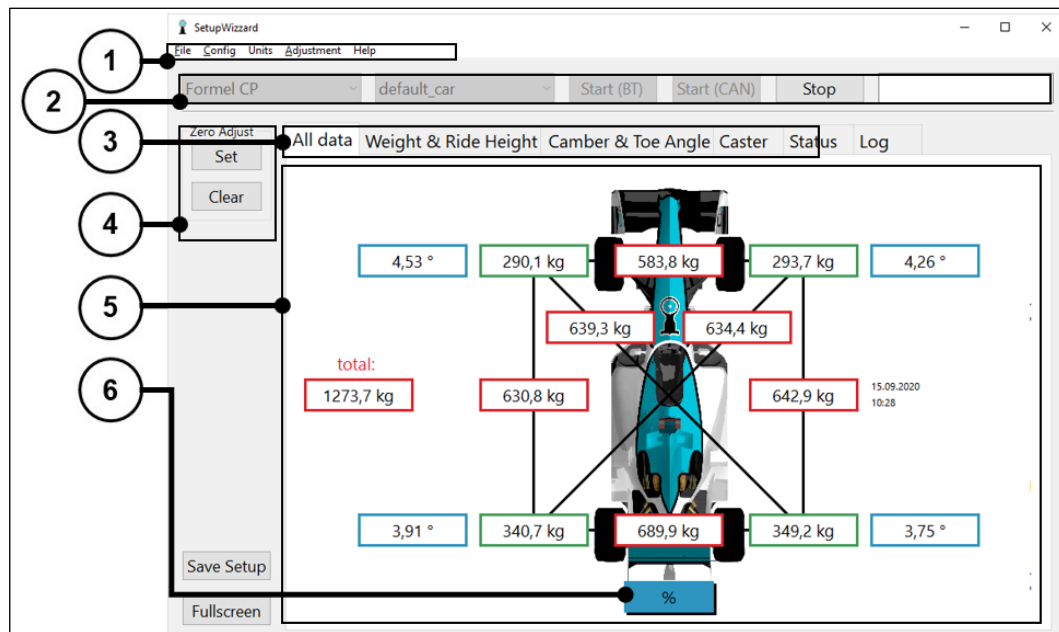 SetupWizzard
1
File Config Units Adjustment Help
2
Formel CP default_car Start (BT) Start (CAN) Stop
3
Zero Adjust
All data Weight & Ride Height Camber & Toe Angle Caster Status Log
Set
4
Clear
4,53 ° 290,1 kg 583,8 kg 293,7 kg 4,26 °
5
639,3 kg 634,4 kg
total:
6
1273,7 kg 630,8 kg 642,9 kg
15.09.2020
10:28
3,91 ° 340,7 kg 689,9 kg 349,2 kg 3,75 °
Save Setup
%
Fullscreen